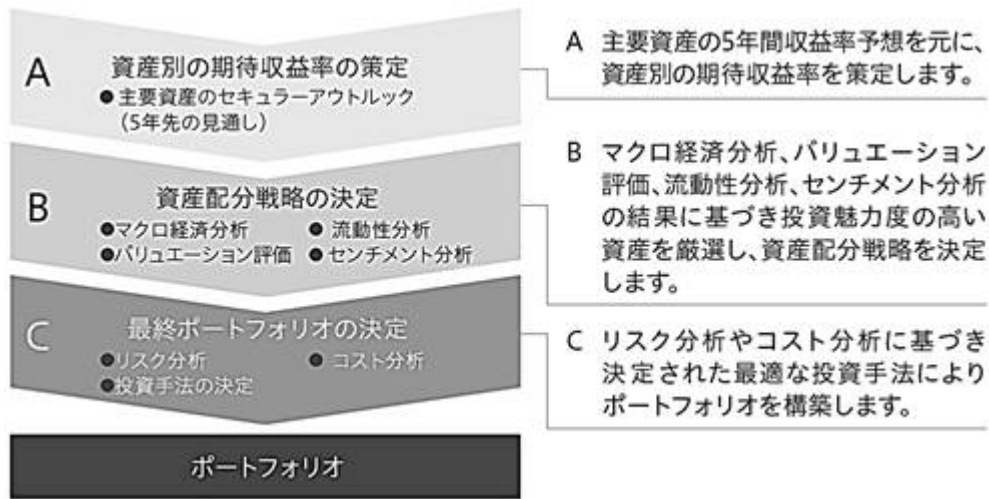 A 資産別の期待収益率の策定
●主要資産のセキュラーアウトルック
(5年先の見通し)
B 資産配分戦略の決定
●マクロ経済分析 ●流動性分析
●バリュエーション評価 ●センチメント分析
C 最終ポートフォリオの決定
●リスク分析 ●コスト分析
●投資手法の決定
ポートフォリオ
A 主要資産の5年間収益率予想を元に、
資産別の期待収益率を策定します。
B マクロ経済分析、バリュエーション
評価、流動性分析、センチメント分析
の結果に基づき投資魅力度の高い
資産を厳選し、資産配分戦略を決定
します。
C リスク分析やコスト分析に基づき
決定された最適な投資手法により
ポートフォリオを構築します。